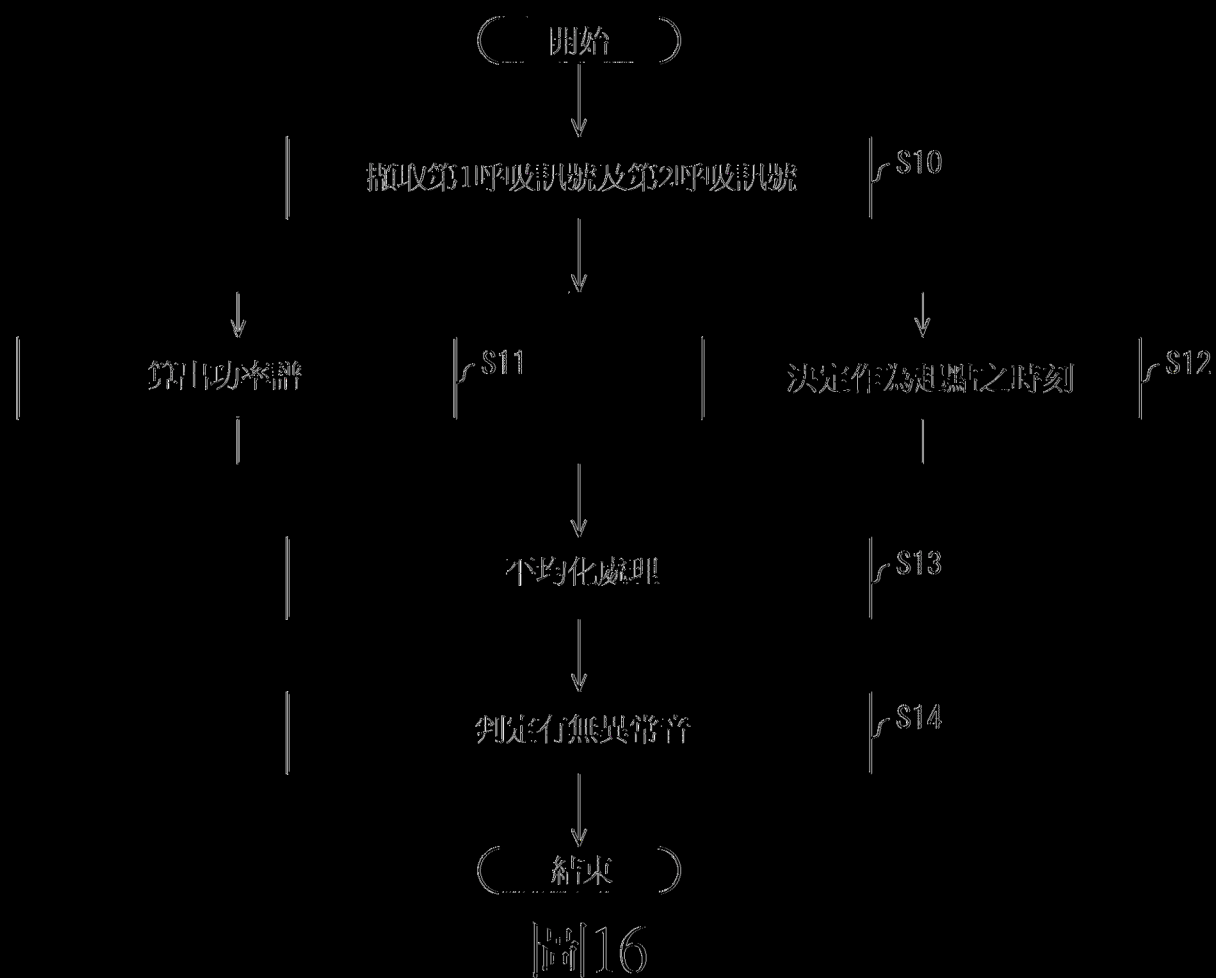 開始
擷取第1呼吸訊號及第2呼吸訊號
S10
算出功率譜
S11
決定作為起點之時刻
S12
平均化處理
S13
判定有無異常音
S14
結束
圖16